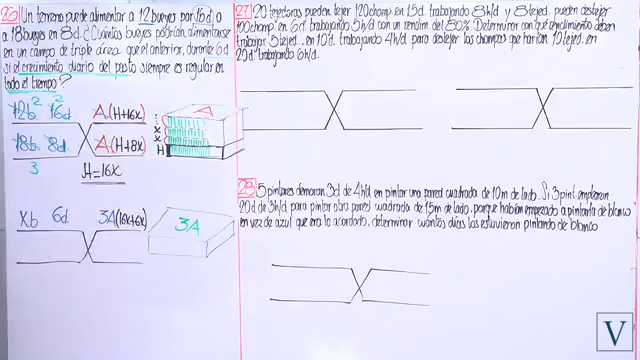 26 Un terreno puede alimentar a 12 bueyes por 16d o
a 18 bueyes en 8d. ¿Cuántos bueyes podrían alimentarse
en un campo de triple área que el anterior, durante 6d
si el crecimiento diario del pasto siempre es regular en
todo el tiempo?
12b 2 16d 2 A.(H+16x)
18b 8d A(H+8x)
3 H=16x
A
x
x
H
Xb 6d 3A(16x+6x)
3A
27 20 tejedoras pueden tejer 120 chomp en 15d. trabajando 8h/d y 8 tejed. pueden destejer
100 chomp. en 6d. trabajando 5h/d con un rendim. del 80%. Determinar con qué rendimiento deben
trabajar 5 tejed... en 10d. trabajando 4h/d para destejer las chompas que harían 10 tejed. en
20d. trabajando 6h/d.
28 5 pintores demoran 3d de 4h/d en pintar una pared cuadrada de 10m de lado. Si 3 pint. emplearon
20d de 3h/d para pintar otra pared cuadrada de 15m de lado, porque habían empezado a pintarla de blanco
en vez de azul que era lo acordado, determinar cuántos días las estuvieron pintando de blanco
V